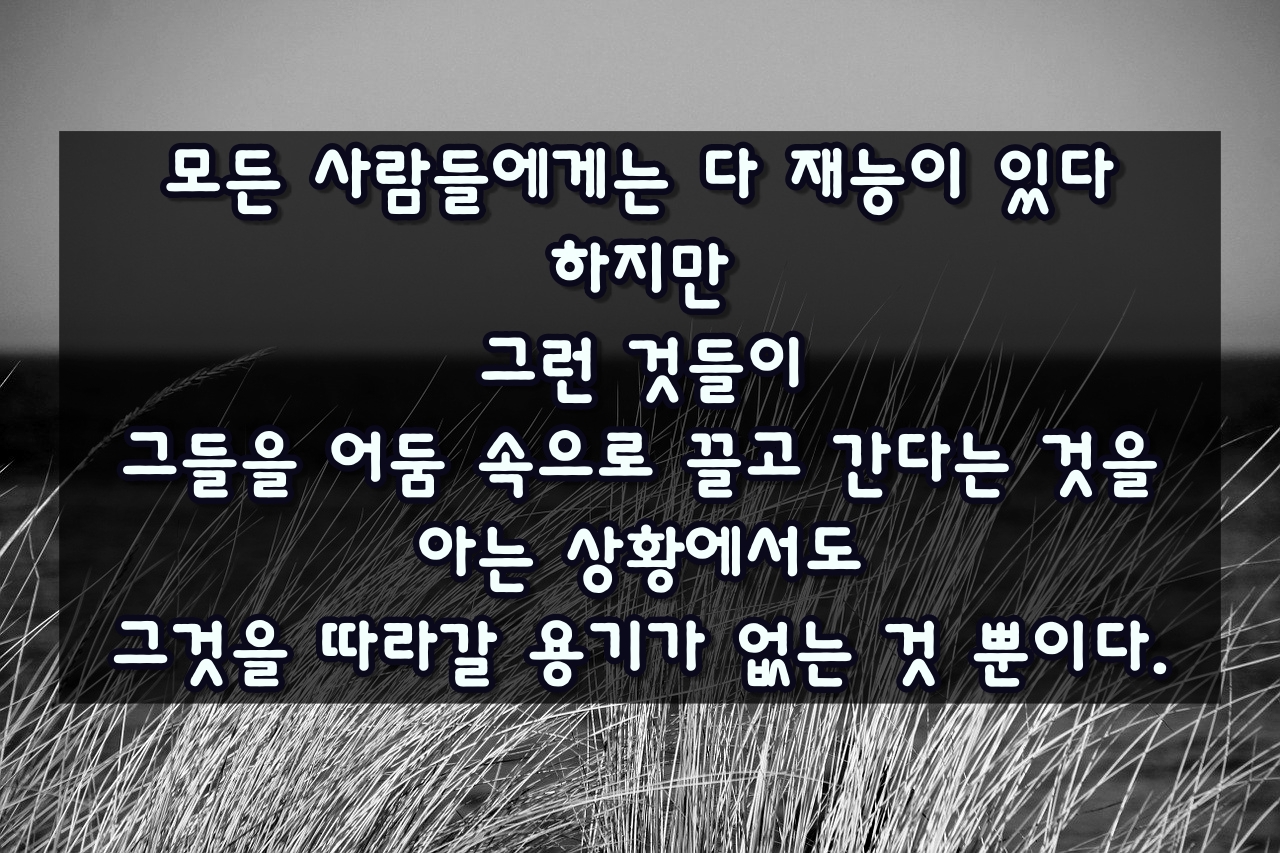 모든 사람들에게는 다 재능이 있다
하지만
그런 것들이
그들을 어둠 속으로 끌고 간다는 것을
아는 상황에서도
그것을 따라갈 용기가 없는 것 뿐이다.